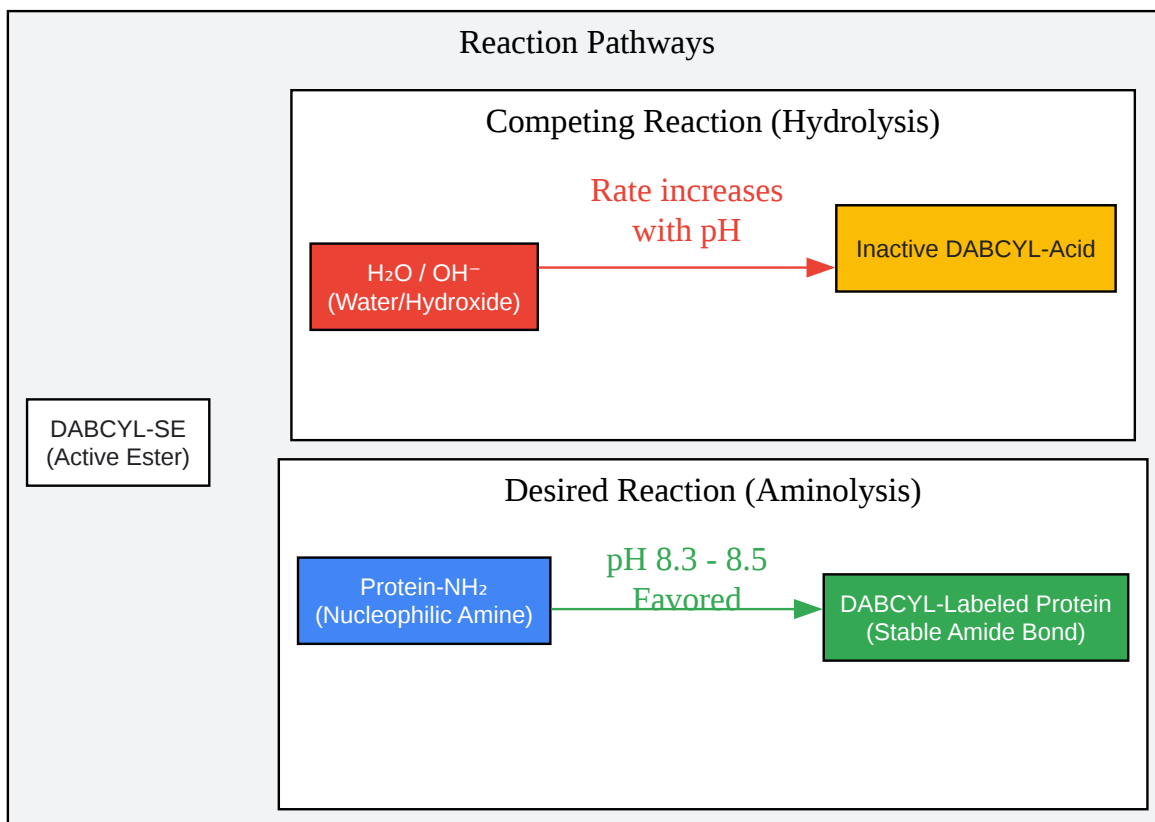 Reaction Pathways
Competing Reaction (Hydrolysis)
Rate increases
with pH
H₂O / OH⁻
(Water/Hydroxide)
Inactive DABCYL-Acid
DABCYL-SE
(Active Ester)
Desired Reaction (Aminolysis)
pH 8.3 - 8.5
Favored
Protein-NH₂
(Nucleophilic Amine)
DABCYL-Labeled Protein
(Stable Amide Bond)